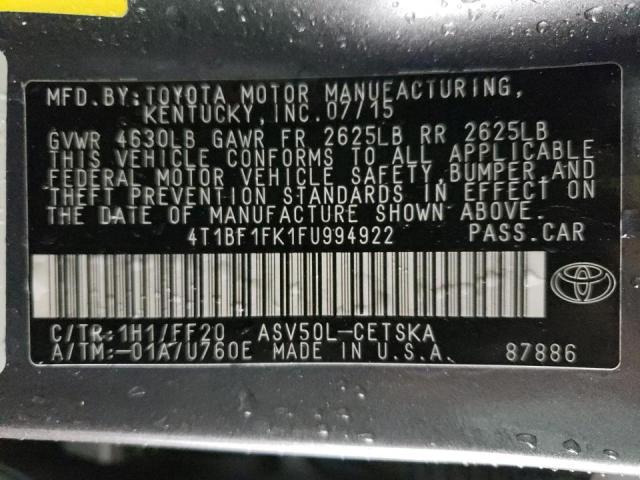 MFD. BY: TOYOTA MOTOR MANUFACTURING,
KENTUCKY, INC. 07/15
GVWR 4630LB GAWR FR 2625LB RR 2625LB
THIS VEHICLE CONFORMS TO ALL APPLICABLE
FEDERAL MOTOR VEHICLE SAFETY, BUMPER, AND
THEFT PREVENTION STANDARDS IN EFFECT ON
THE DATE OF MANUFACTURE SHOWN ABOVE.
4T1BF1FK1FU994922 PASS.CAR
C/TR:1H1/FF20 ASV50L-CETSKA
A/TM:-01A/U760E MADE IN U.S.A. 87886